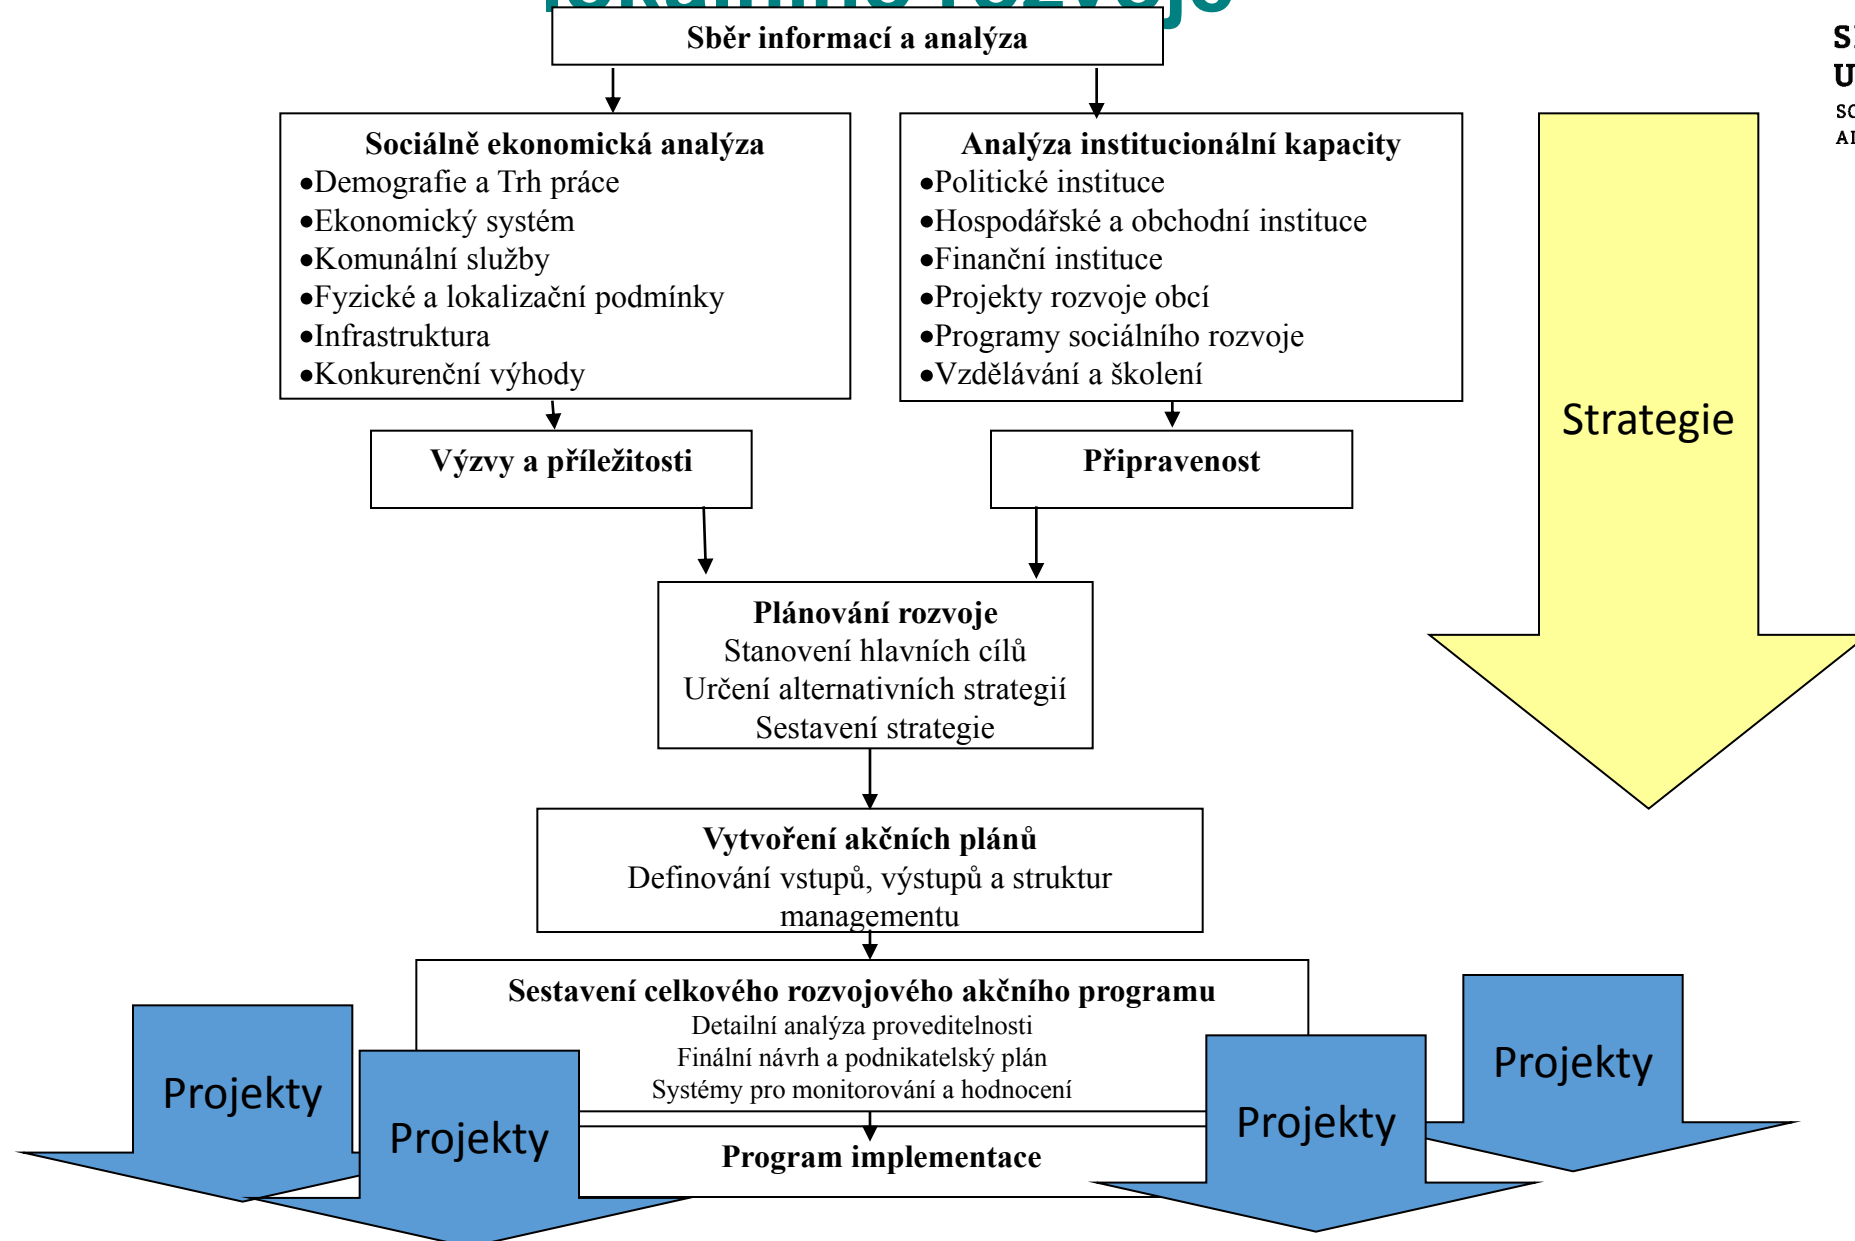 lokálního rozvoje
Sběr informací a analýza
Sociálně ekonomická analýza
•Demografie a Trh práce
•Ekonomický systém
•Komunální služby
•Fyzické a lokalizační podmínky
•Infrastruktura
•Konkurenční výhody
Analýza institucionální kapacity
•Politické instituce
•Hospodářské a obchodní instituce
•Finanční instituce
•Projekty rozvoje obcí
•Programy sociálního rozvoje
•Vzdělávání a školení
Strategie
Výzvy a příležitosti
Připravenost
Plánování rozvoje
Stanovení hlavních cílů
Určení alternativních strategií
Sestavení strategie
Vytvoření akčních plánů
Definování vstupů, výstupů a struktur
managementu
Sestavení celkového rozvojového akčního programu
Detailní analýza proveditelnosti
Finální návrh a podnikatelský plán
Systémy pro monitorování a hodnocení
Program implementace
Projekty
Projekty
Projekty
Projekty